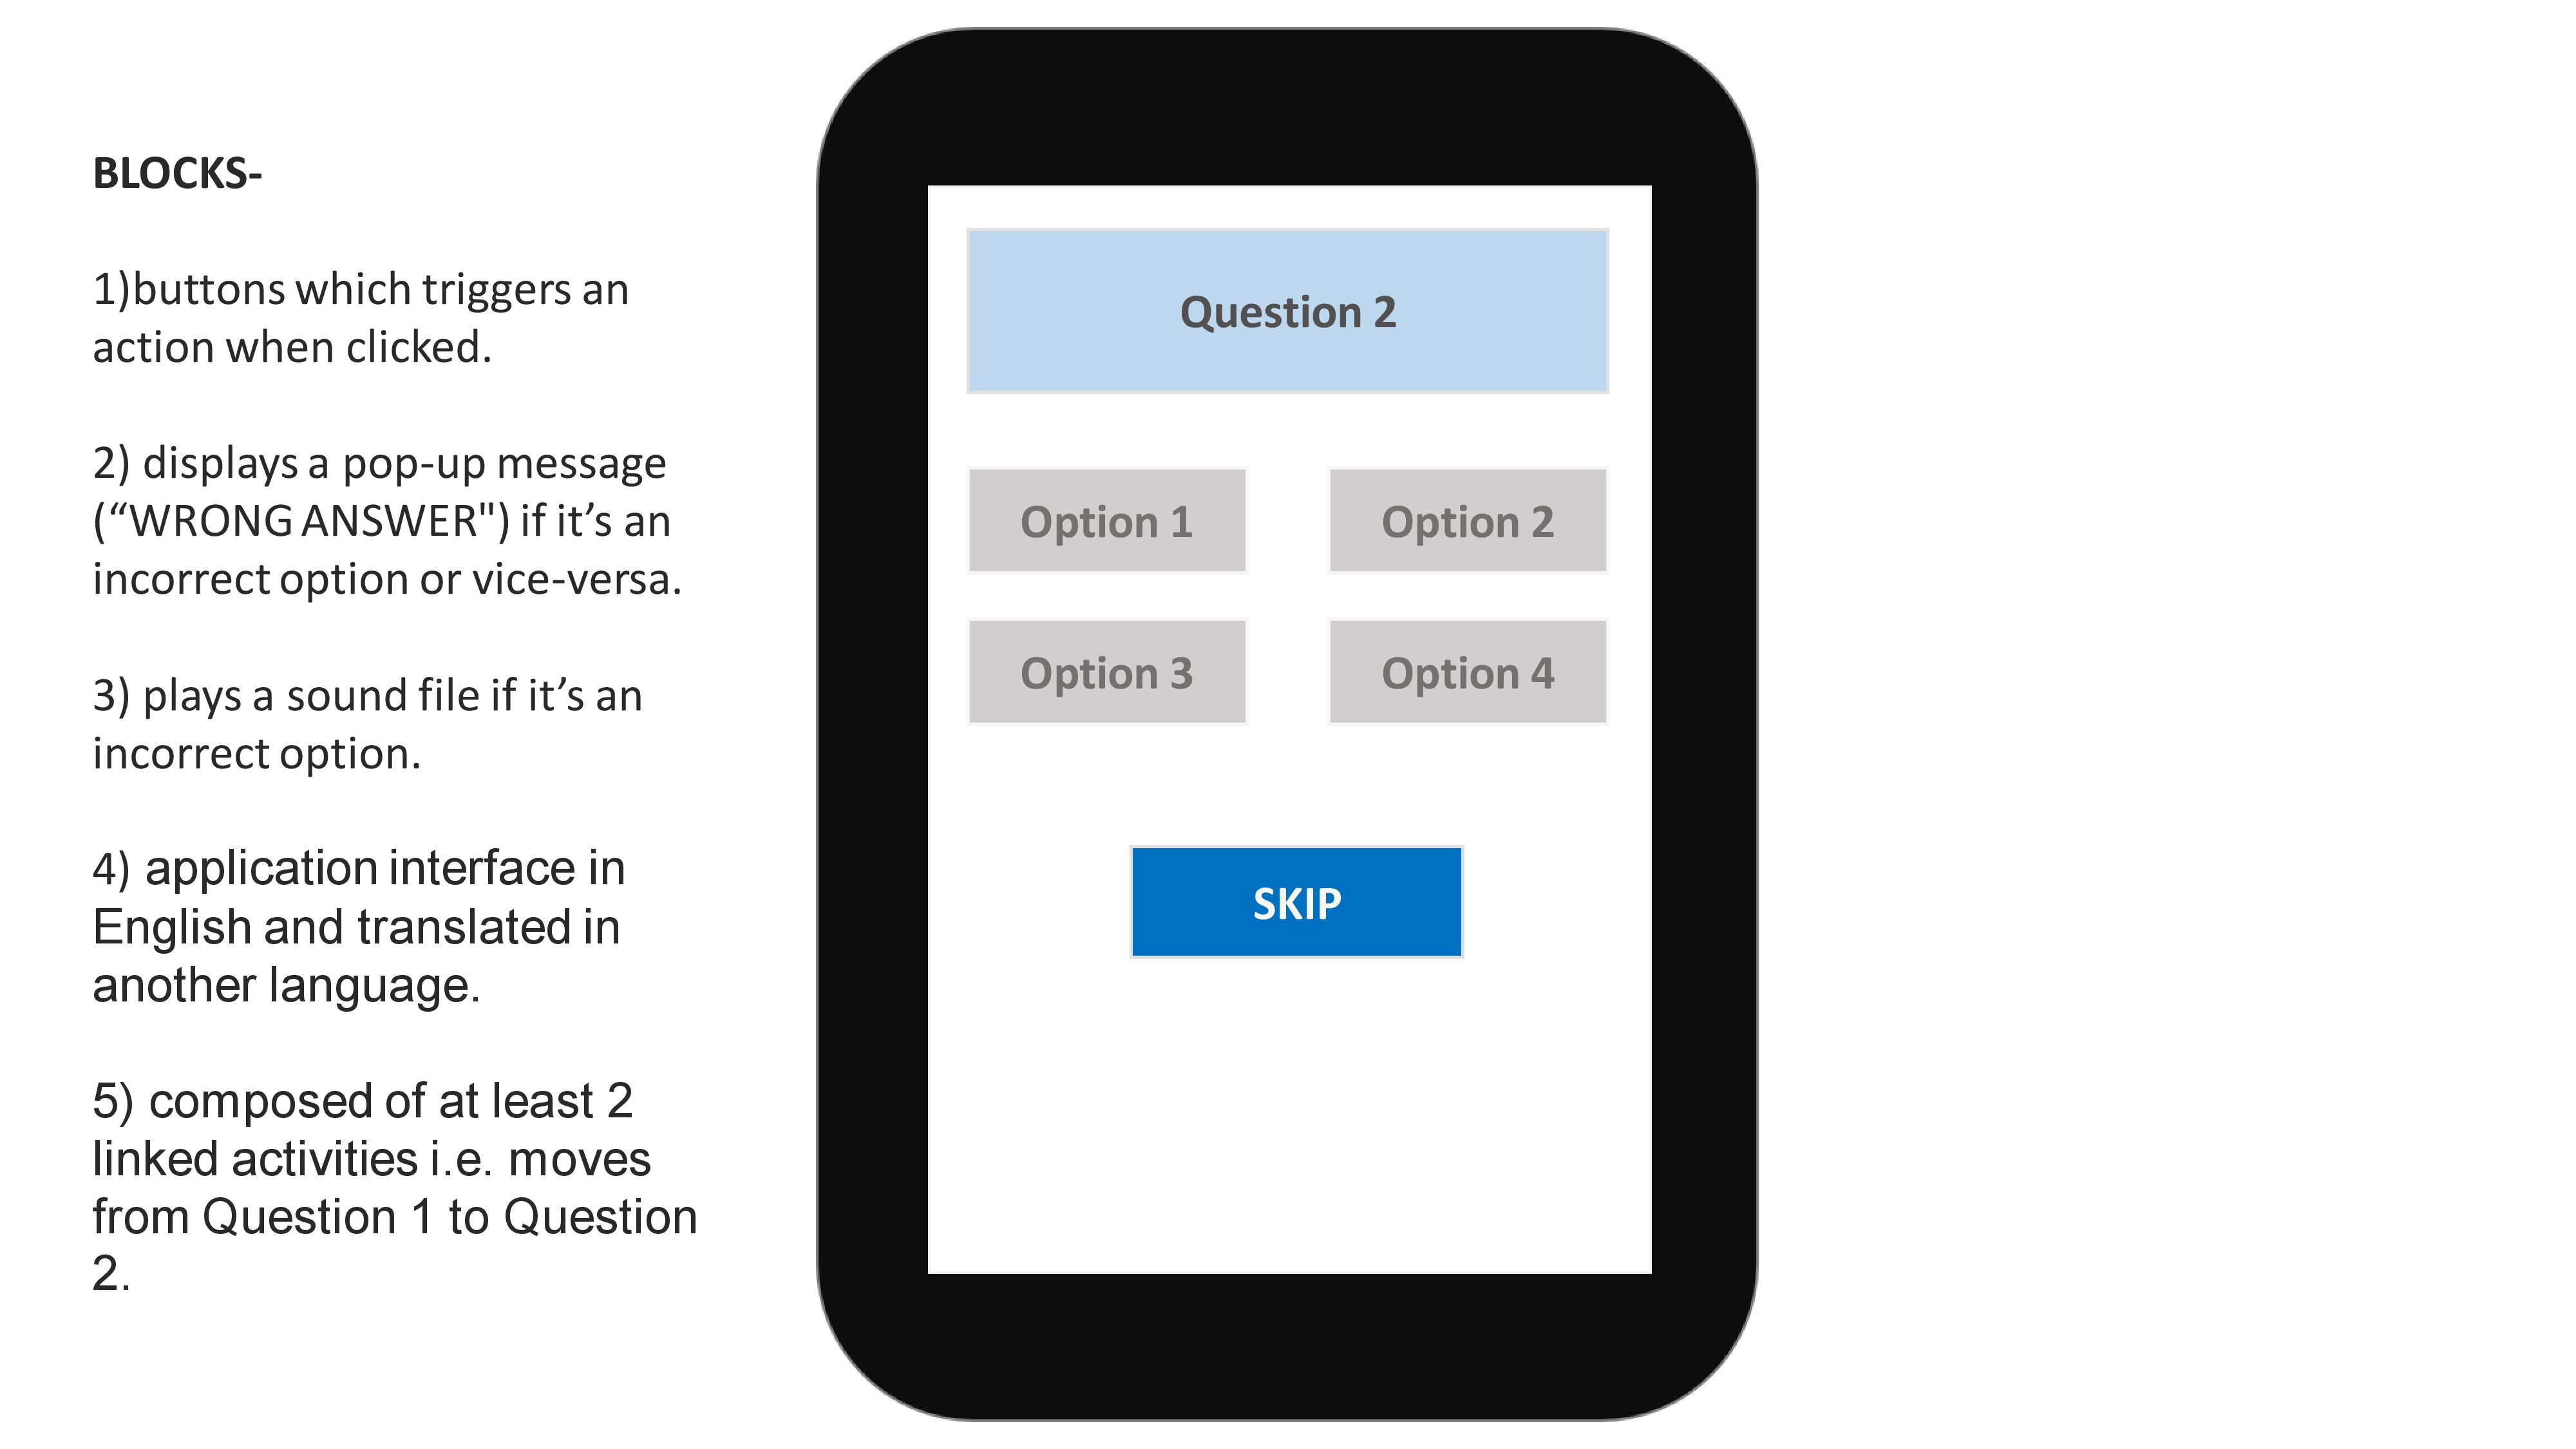 BLOCKS-
1)buttons which triggers an
action when clicked.
2) displays a pop-up message
(“WRONG ANSWER") if it’s an
incorrect option or vice-versa.
3) plays a sound file if it’s an
incorrect option.
4) application interface in
English and translated in
another language.
5) composed of at least 2
linked activities i.e. moves
from Question 1 to Question
2.
Question 2
Option 1
Option 2
Option 3
Option 4
SKIP